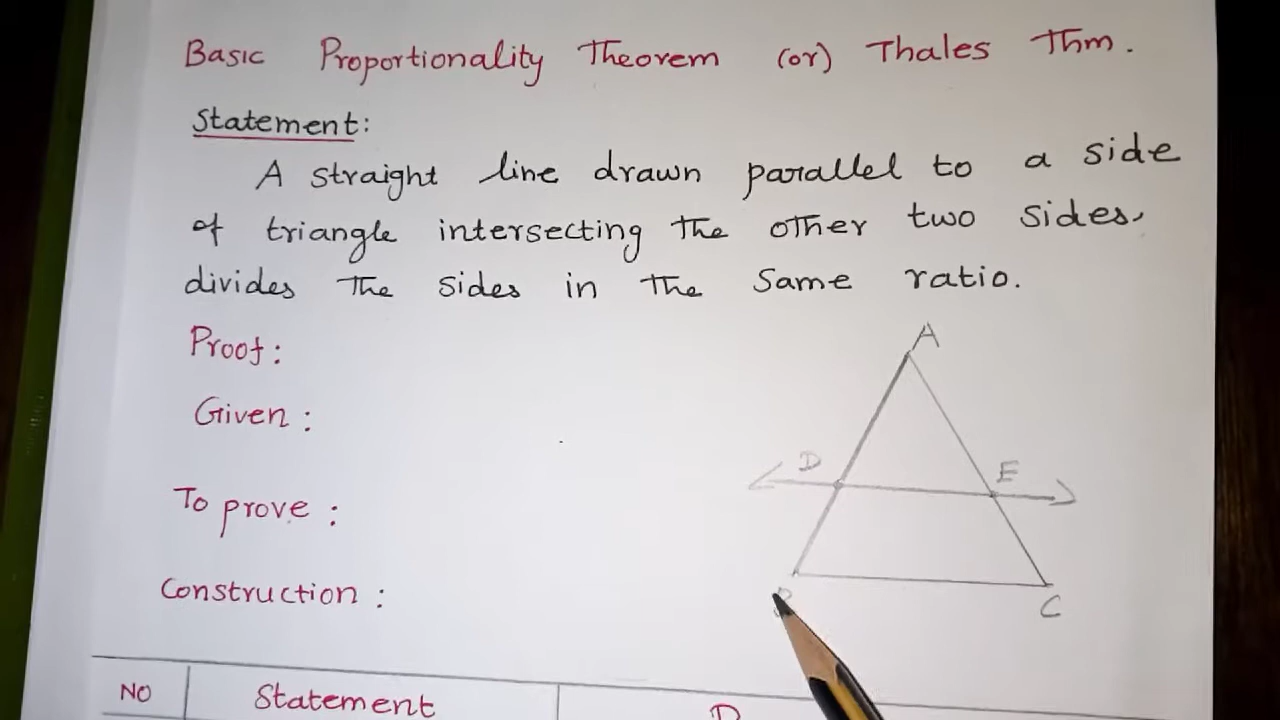 Basic Proportionality Theorem (or) Thales Thm.
Statement:
A straight line drawn parallel to a side
of triangle intersecting the other two sides,
divides the sides in the same ratio.
Proof:
Given:
To prove:
Construction:
A
D
E
C
No
Statement